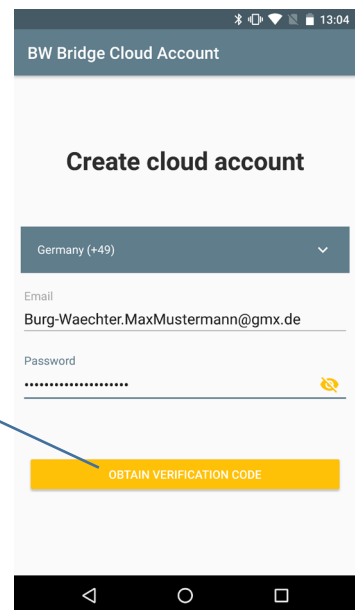 13:04
BW Bridge Cloud Account
Create cloud account
Germany (+49)
Email
Burg-Waechter.MaxMustermann@gmx.de
Password
•••••••••••••••••••••
OBTAIN VERIFICATION CODE